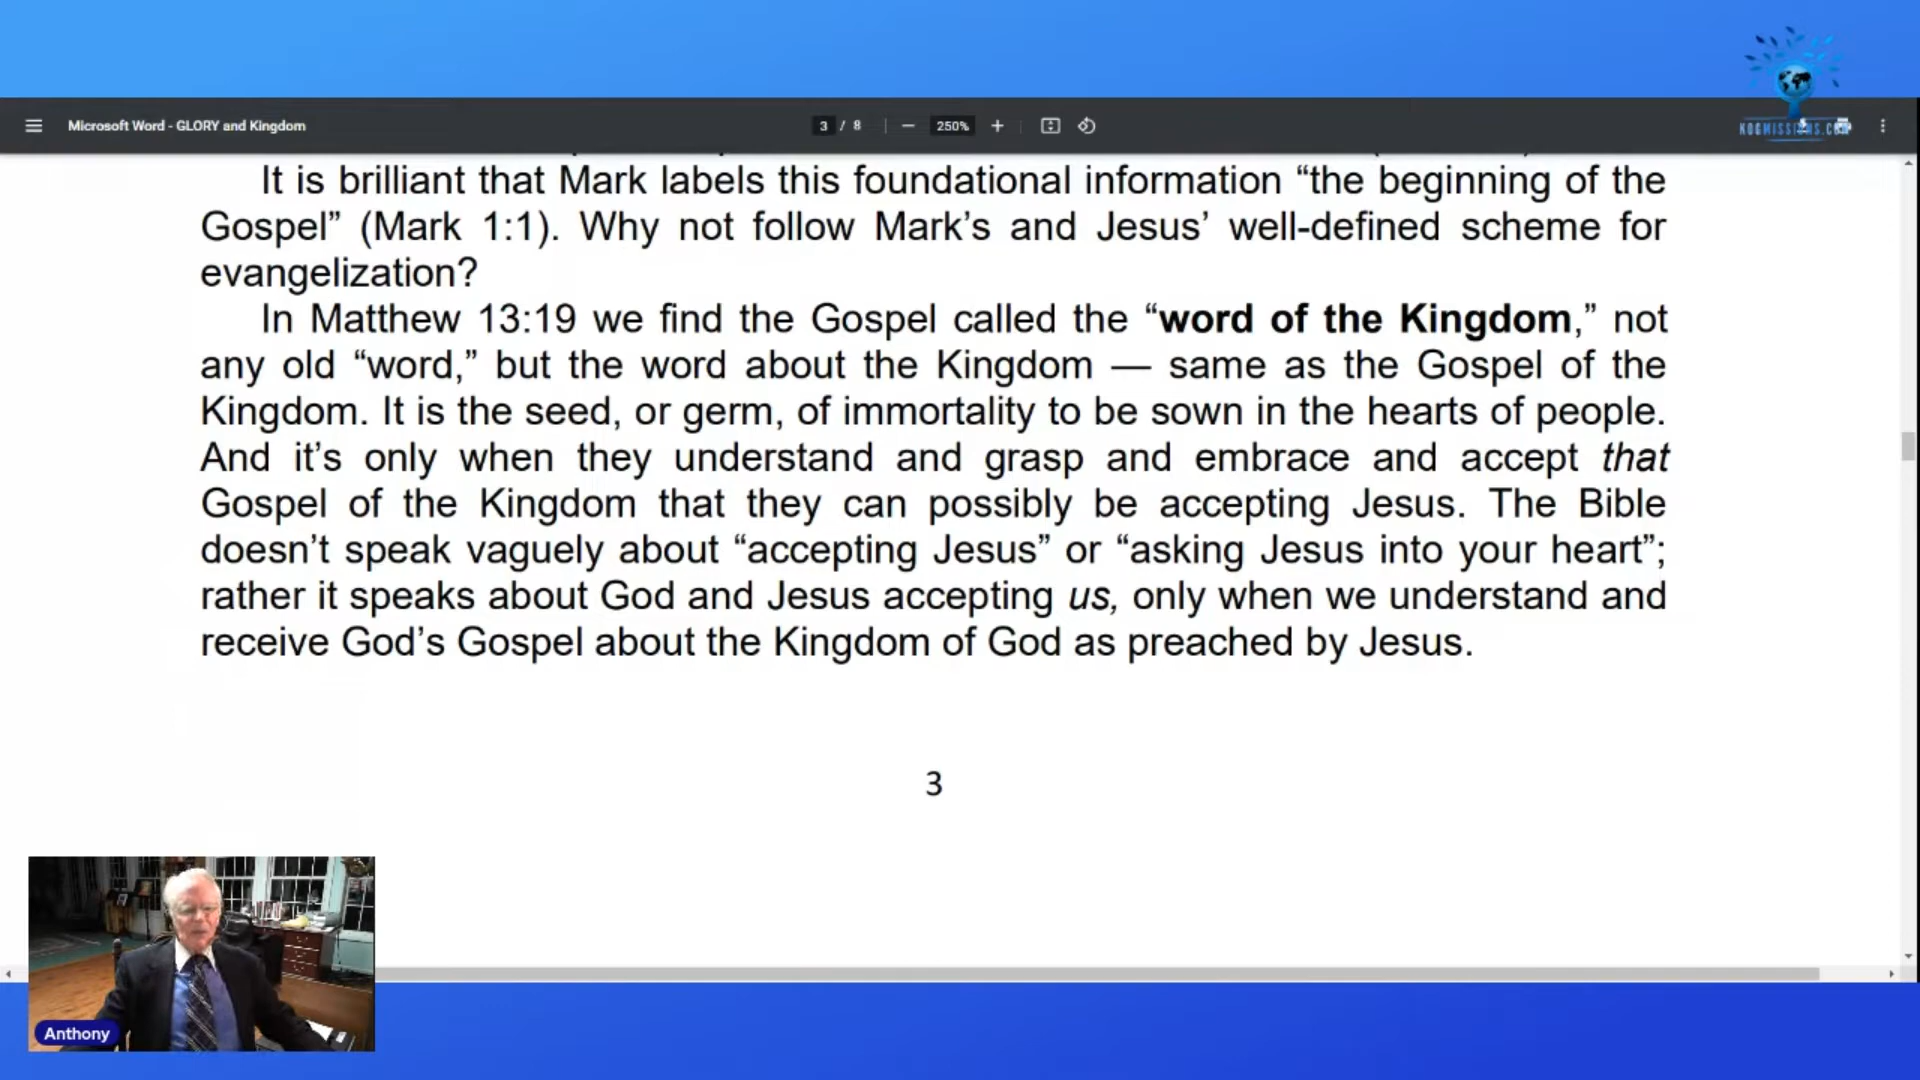 Microsoft Word - GLORY and Kingdom
3 / 8
250%
It is brilliant that Mark labels this foundational information “the beginning of the
Gospel” (Mark 1:1). Why not follow Mark’s and Jesus’ well-defined scheme for
evangelization?
In Matthew 13:19 we find the Gospel called the “word of the Kingdom,” not
any old “word,” but the word about the Kingdom — same as the Gospel of the
Kingdom. It is the seed, or germ, of immortality to be sown in the hearts of people.
And it’s only when they understand and grasp and embrace and accept that
Gospel of the Kingdom that they can possibly be accepting Jesus. The Bible
doesn’t speak vaguely about “accepting Jesus” or “asking Jesus into your heart”;
rather it speaks about God and Jesus accepting us, only when we understand and
receive God’s Gospel about the Kingdom of God as preached by Jesus.
3
Anthony